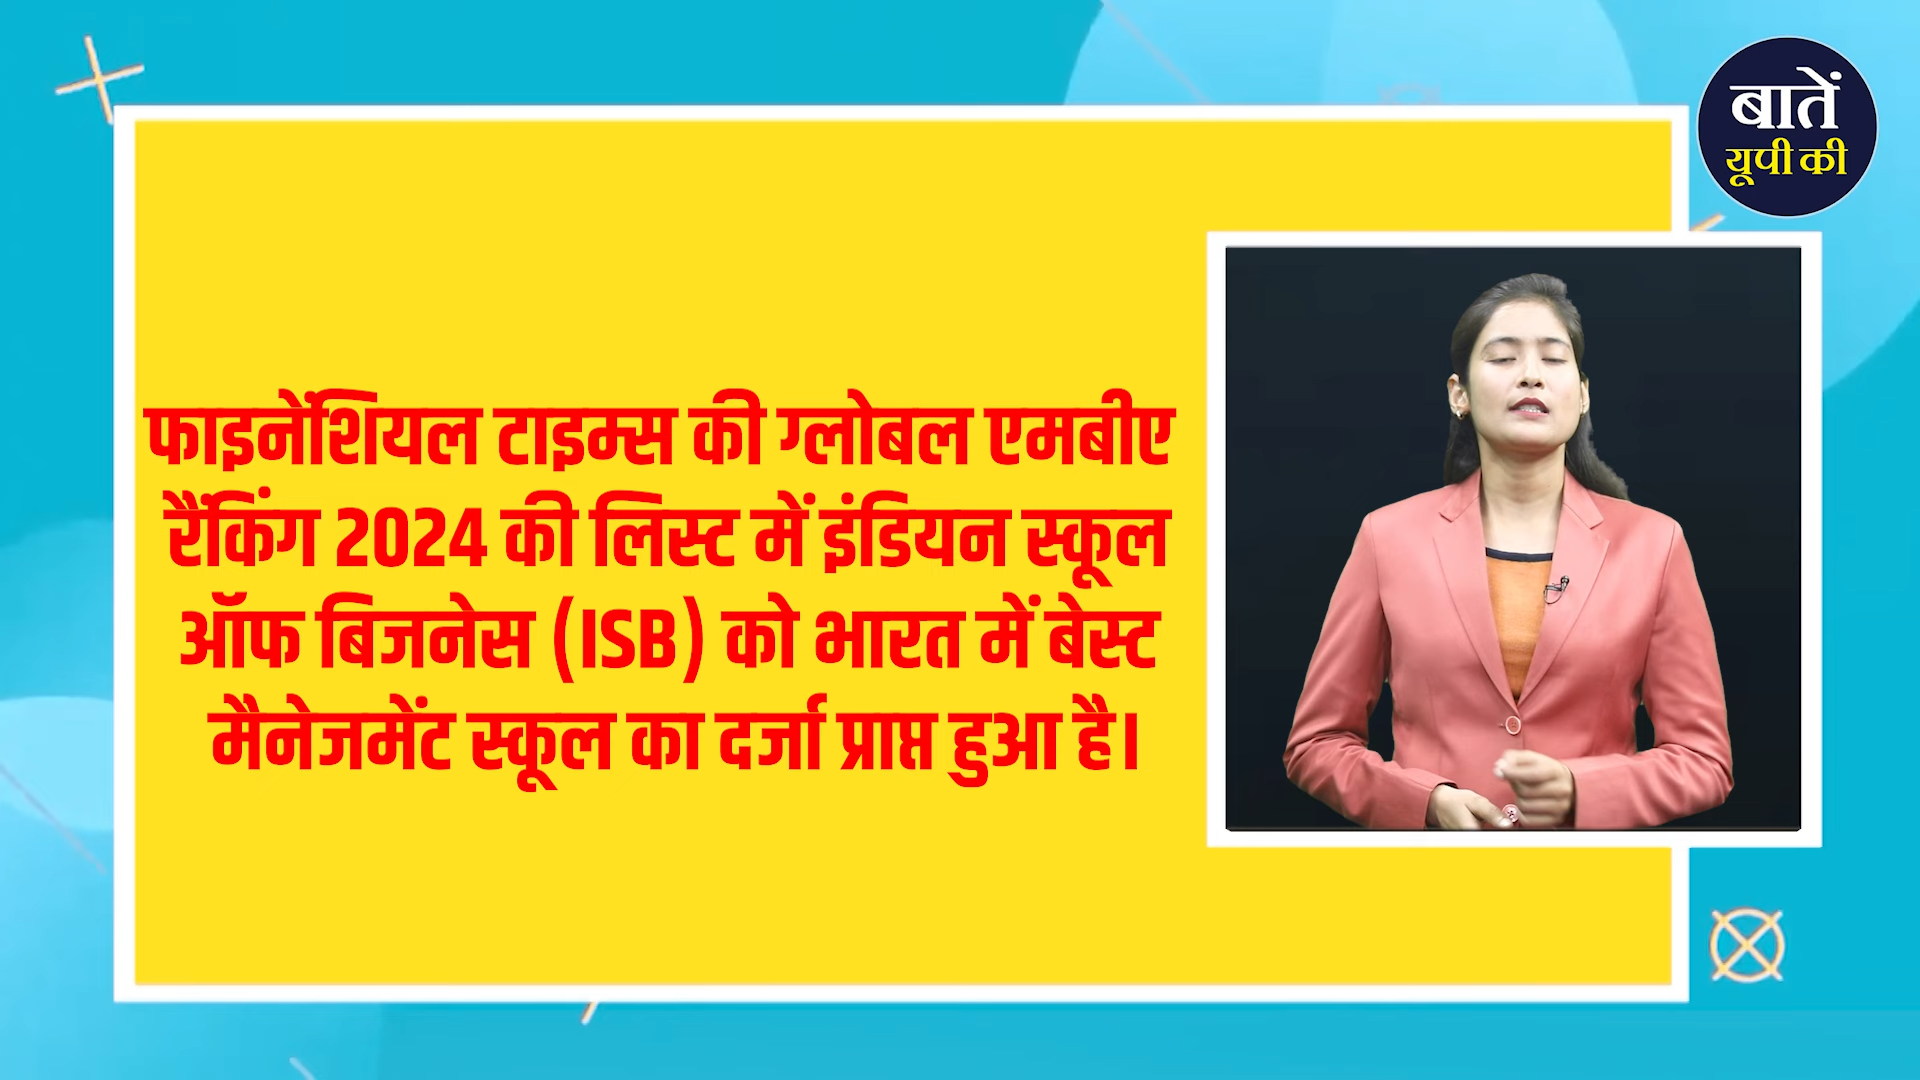 बातें
यूपी की
फाइनेंशियल टाइम्स की ग्लोबल एमबीए
रैंकिंग 2024 की लिस्ट में इंडियन स्कूल
ऑफ बिजनेस (ISB) को भारत में बेस्ट
मैनेजमेंट स्कूल का दर्जा प्राप्त हुआ है।